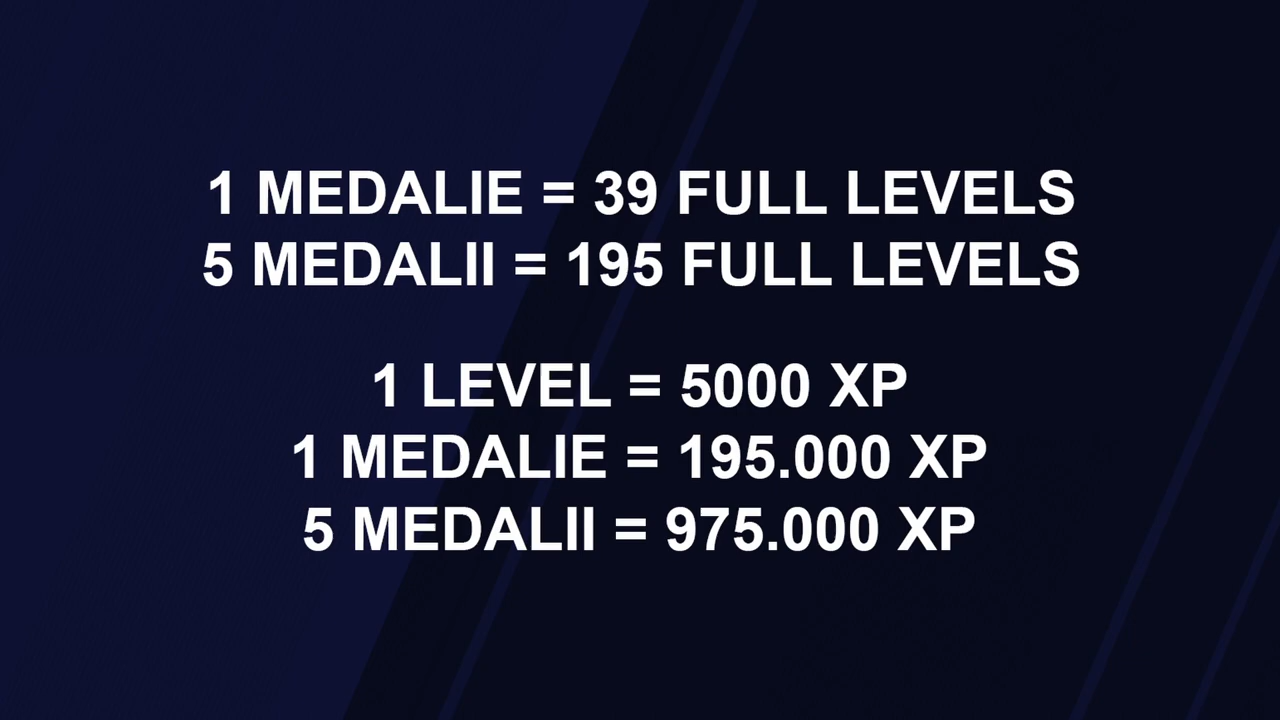 1 MEDALIE = 39 FULL LEVELS
5 MEDALII = 195 FULL LEVELS
1 LEVEL = 5000 XP
1 MEDALIE = 195.000 XP
5 MEDALII = 975.000 XP